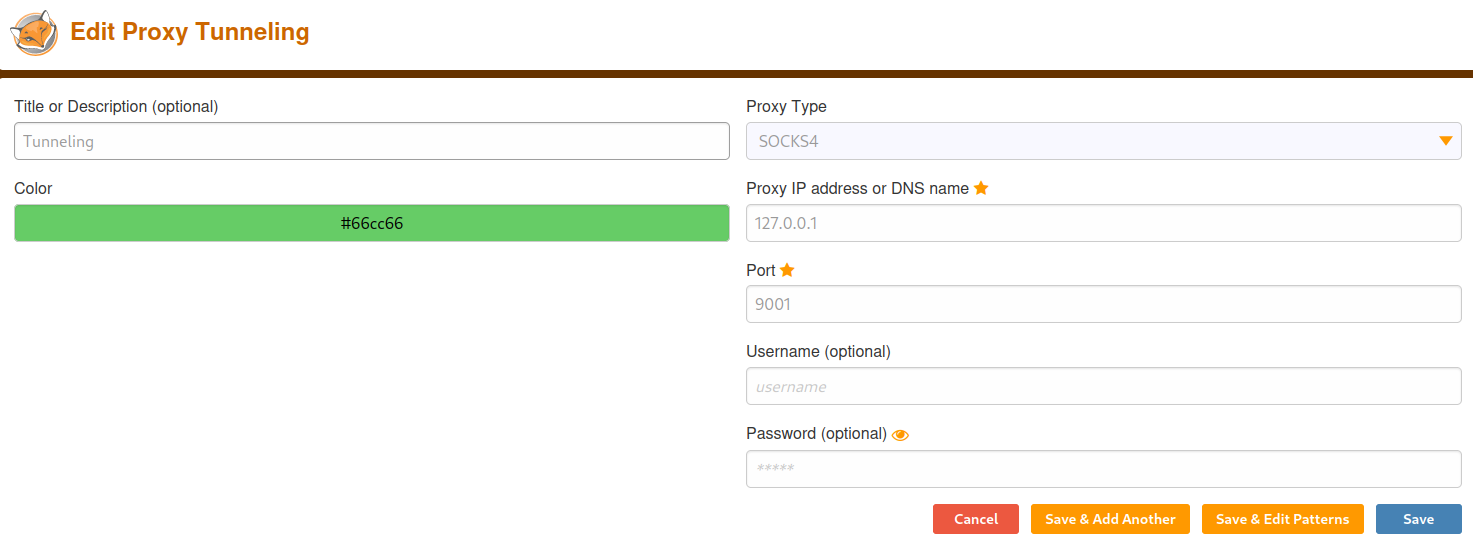 Edit Proxy Tunneling
Title or Description (optional)
Tunneling
Color
#66cc66
Proxy Type
SOCKS4
Proxy IP address or DNS name
127.0.0.1
Port
9001
Username (optional)
username
Password (optional)
*****
Cancel
Save & Add Another
Save & Edit Patterns
Save